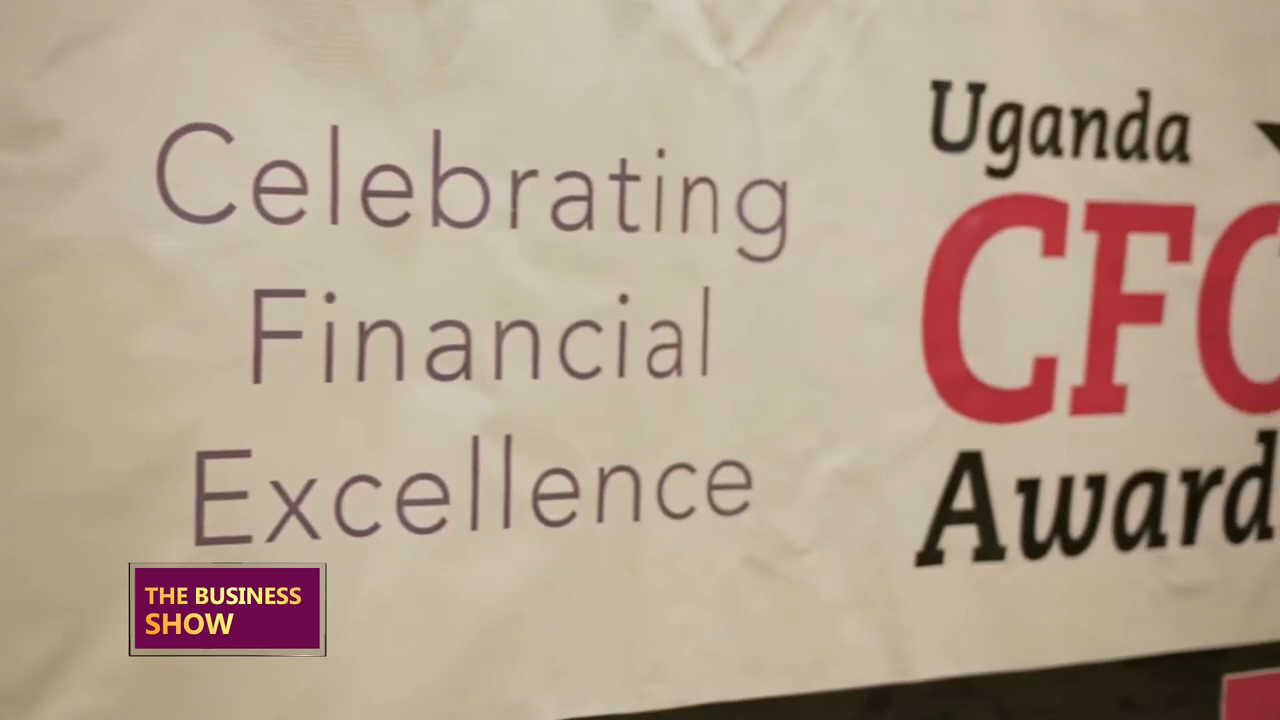 Celebrating
Financial
Excellence
Uganda
CFO
Award
THE BUSINESS
SHOW